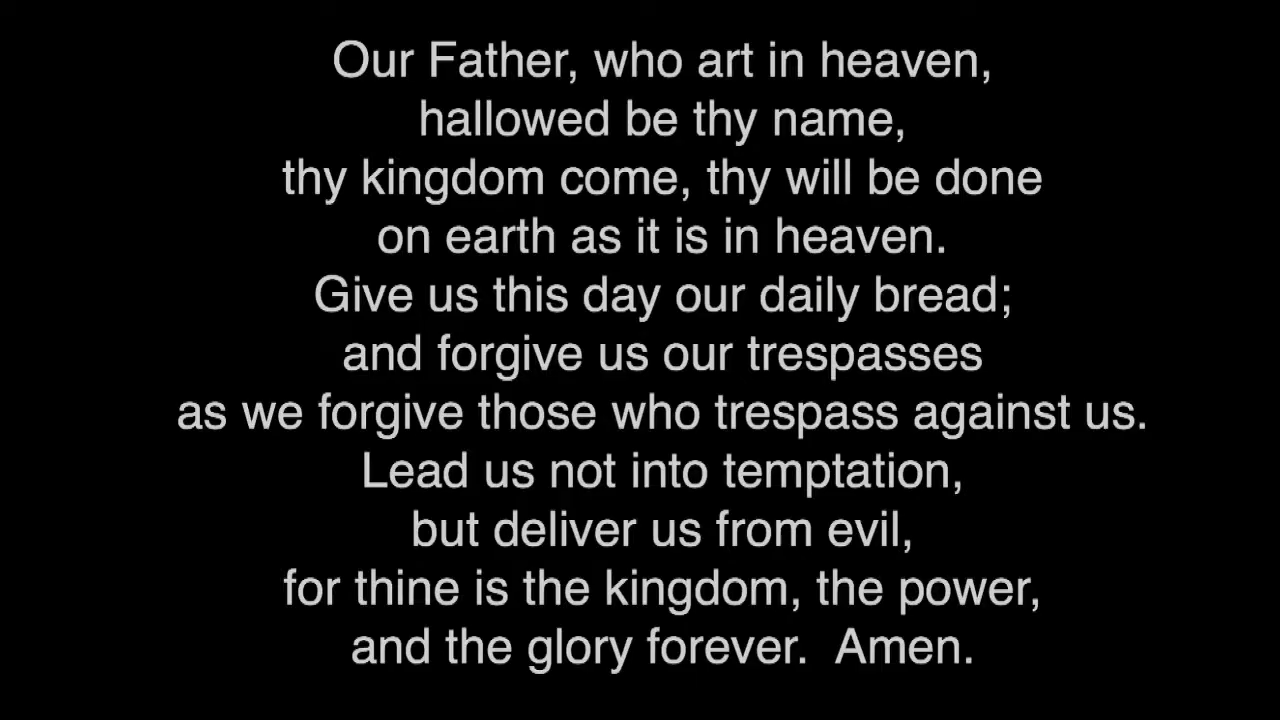 Our Father, who art in heaven,
hallowed be thy name,
thy kingdom come, thy will be done
on earth as it is in heaven.
Give us this day our daily bread;
and forgive us our trespasses
as we forgive those who trespass against us.
Lead us not into temptation,
but deliver us from evil,
for thine is the kingdom, the power,
and the glory forever.  Amen.